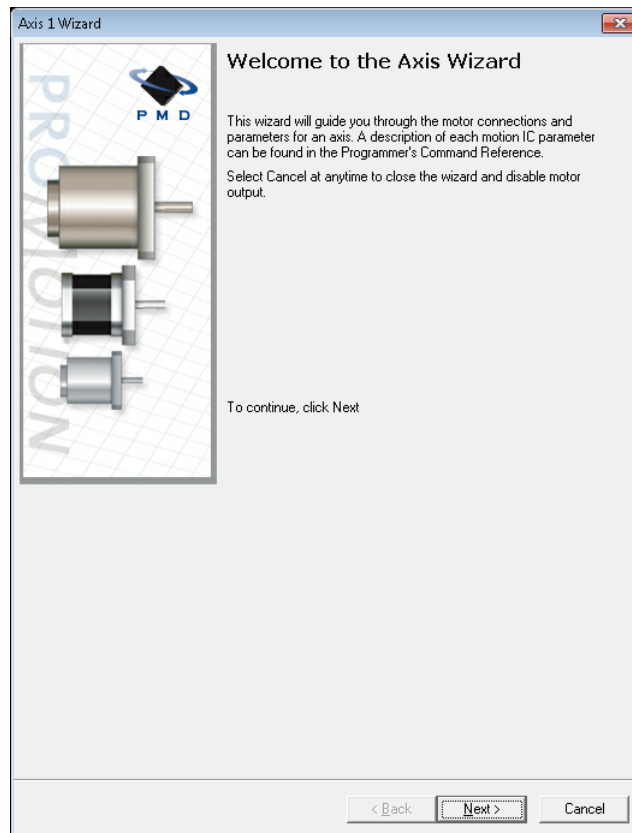 Axis 1 Wizard
PMD
PRO/MOTION
Welcome to the Axis Wizard
This wizard will guide you through the motor connections and
parameters for an axis. A description of each motion IC parameter
can be found in the Programmer's Command Reference.
Select Cancel at anytime to close the wizard and disable motor
output.
To continue, click Next
< Back
Next >
Cancel